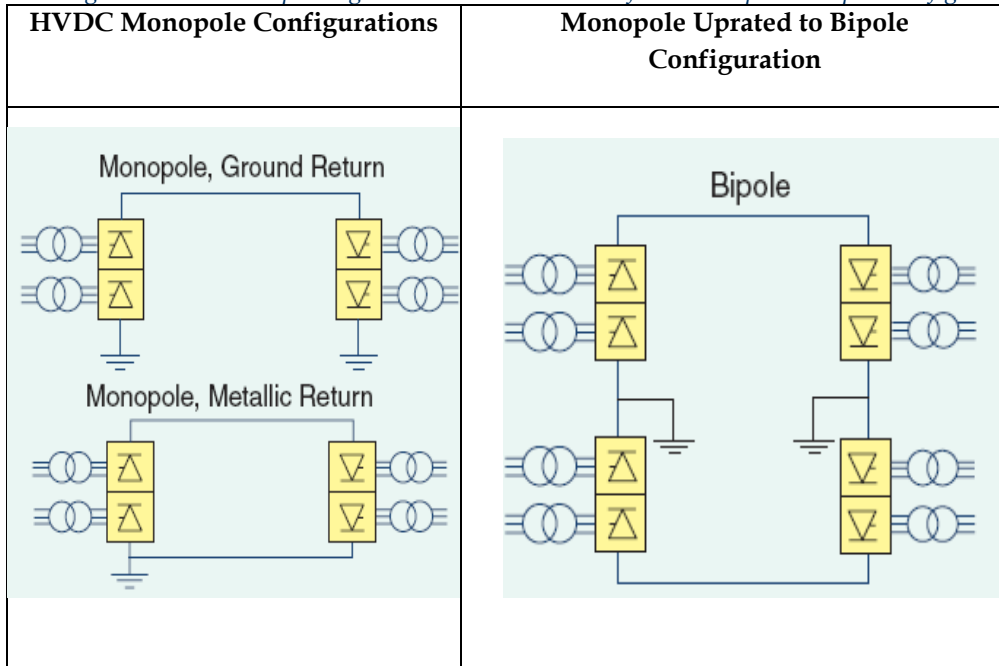 HVDC Monopole Configurations
Monopole Uprated to Bipole
Configuration
Monopole, Ground Return
Monopole, Metallic Return
Bipole